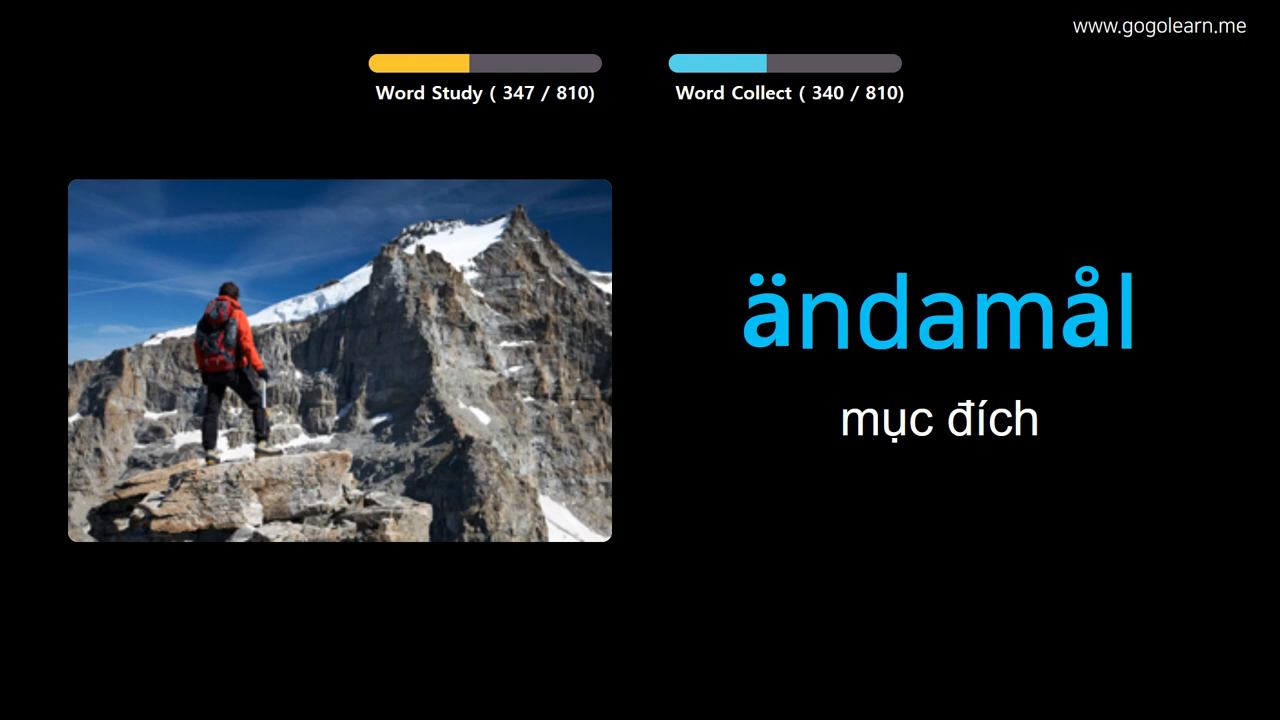 www.gogolearn.me
Word Study ( 347 / 810)
Word Collect ( 340 / 810)
ändamål
mục đích